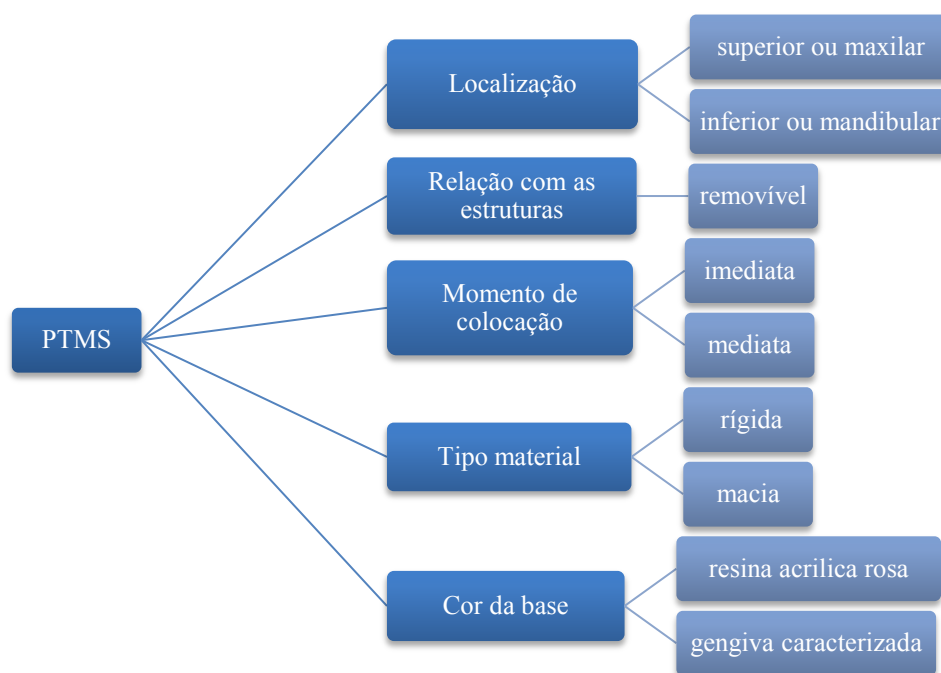 PTMS
Localização
superior ou maxilar
inferior ou mandibular
Relação com as
estruturas
removível
Momento de
colocação
imediata
mediata
Tipo material
rígida
macia
Cor da base
resina acrilica rosa
gengiva caracterizada